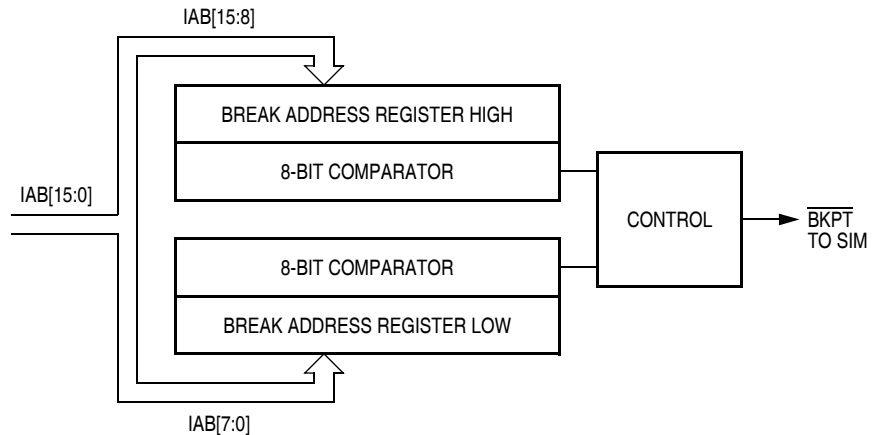 IAB[15:8]
BREAK ADDRESS REGISTER HIGH
8-BIT COMPARATOR
IAB[15:0]
CONTROL
BKPT
TO SIM
8-BIT COMPARATOR
BREAK ADDRESS REGISTER LOW
IAB[7:0]